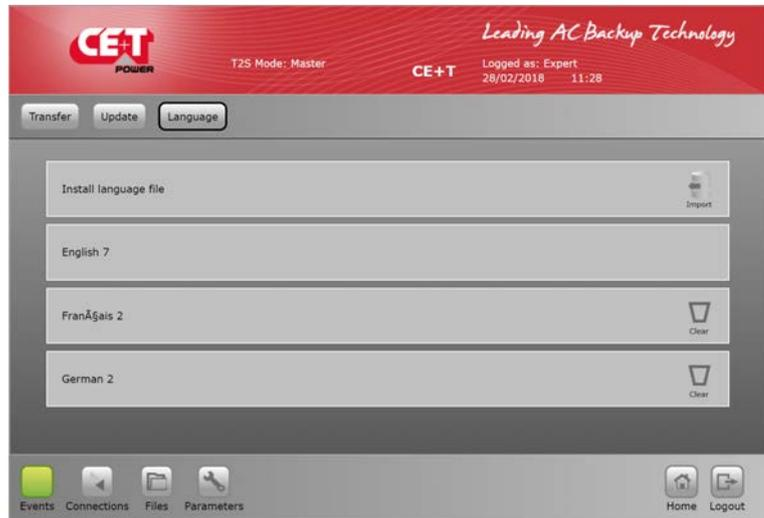 CE+T
POWER
Leading AC Backup Technology
T2S Mode: Master
CE+T
Logged as: Expert
28/02/2018 11:28
Transfer Update Language
Install language file
Import
English 7
FranÃ§ais 2
Clear
German 2
Clear
Events Connections Files Parameters Home Logout